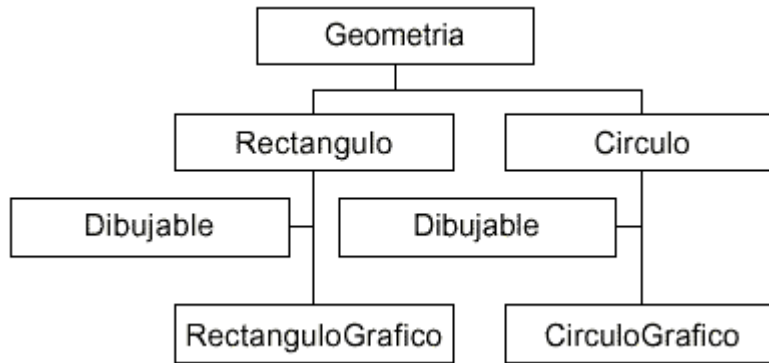 Geometria
Rectangulo
Circulo
Dibujable
Dibujable
RectanguloGrafico
CirculoGrafico